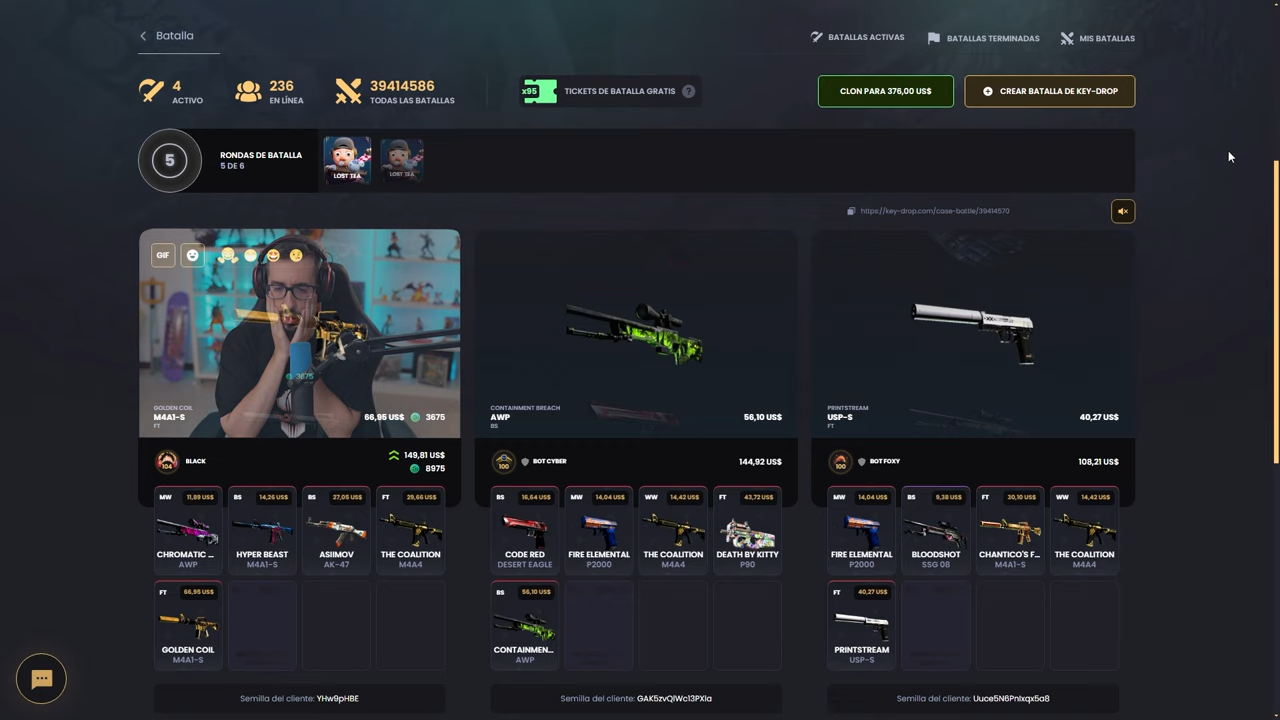 Batalla
BATALLAS ACTIVAS
BATALLAS TERMINADAS
MIS BATALLAS
4
ACTIVO
236
EN LÍNEA
39414586
TODAS LAS BATALLAS
x95
TICKETS DE BATALLA GRATIS
?
CLON PARA 376,00 US$
CREAR BATALLA DE KEY-DROP
5
RONDAS DE BATALLA
5 DE 6
LOST TEA.
LOST TEA.
https://key-drop.com/case-battle/39414570
GIF
3675
GOLDEN COIL
M4A1-S
FT
66,95 US$
3675
CONTAINMENT BREACH
AWP
BS
56,10 US$
PRINTSTREAM
USP-S
FT
40,27 US$
104
BLACK
149,81 US$
8975
100
BOT CYBER
144,92 US$
100
BOT FOXY
108,21 US$
MW 11,89 US$
CHROMATIC ...
AWP
BS 14,26 US$
HYPER BEAST
M4A1-S
BS 27,05 US$
ASIIMOV
AK-47
FT 29,66 US$
THE COALITION
M4A4
BS 16,64 US$
CODE RED
DESERT EAGLE
MW 14,04 US$
FIRE ELEMENTAL
P2000
WW 14,42 US$
THE COALITION
M4A4
FT 43,72 US$
DEATH BY KITTY
P90
MW 14,04 US$
FIRE ELEMENTAL
P2000
BS 9,38 US$
BLOODSHOT
SSG 08
FT 30,10 US$
CHANTICO'S F...
M4A1-S
WW 14,42 US$
THE COALITION
M4A4
FT 66,95 US$
GOLDEN COIL
M4A1-S
BS 56,10 US$
CONTAINMEN...
AWP
FT 40,27 US$
PRINTSTREAM
USP-S
Semilla del cliente: YHw9pHBE
Semilla del cliente: GAK5zvQIWc13PXla
Semilla del cliente: Uuce5N6PnIxqx5a8